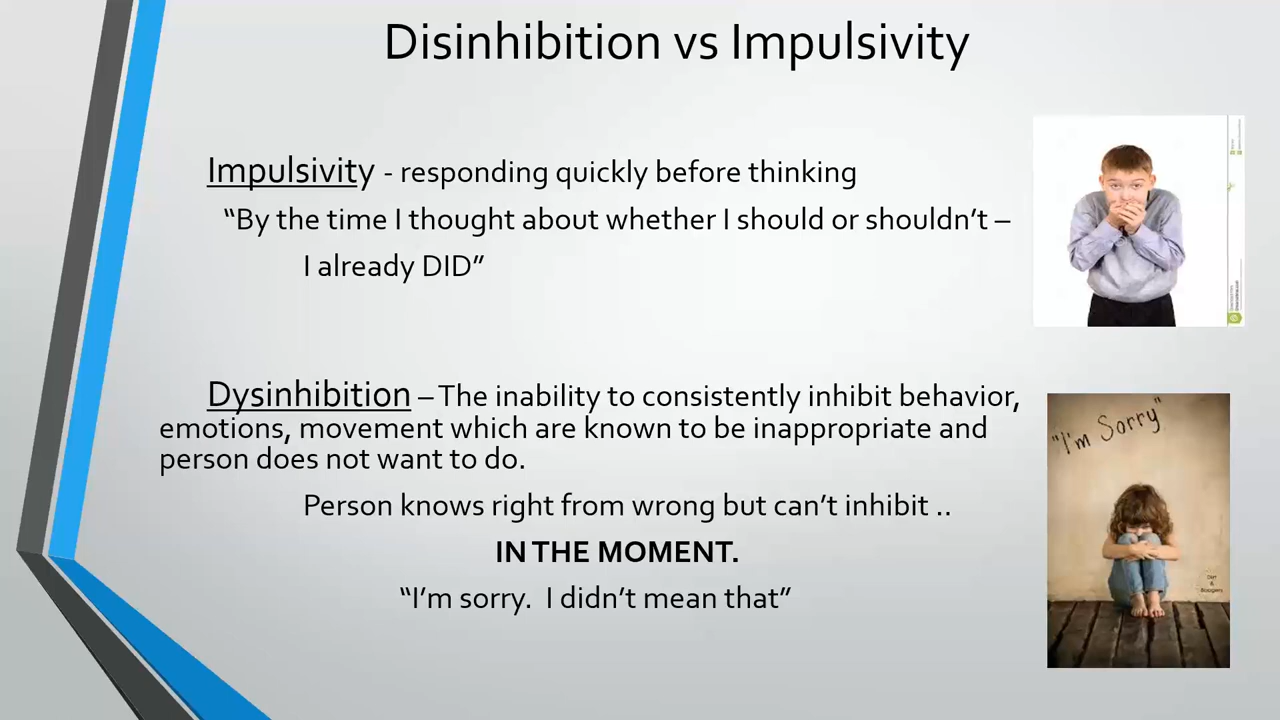 Disinhibition vs Impulsivity
Impulsivity - responding quickly before thinking
“By the time I thought about whether I should or shouldn’t –
I already DID”
Dysinhibition – The inability to consistently inhibit behavior,
emotions, movement which are known to be inappropriate and
person does not want to do.
Person knows right from wrong but can’t inhibit ..
IN THE MOMENT.
“I’m sorry.  I didn’t mean that”
"I'm Sorry"